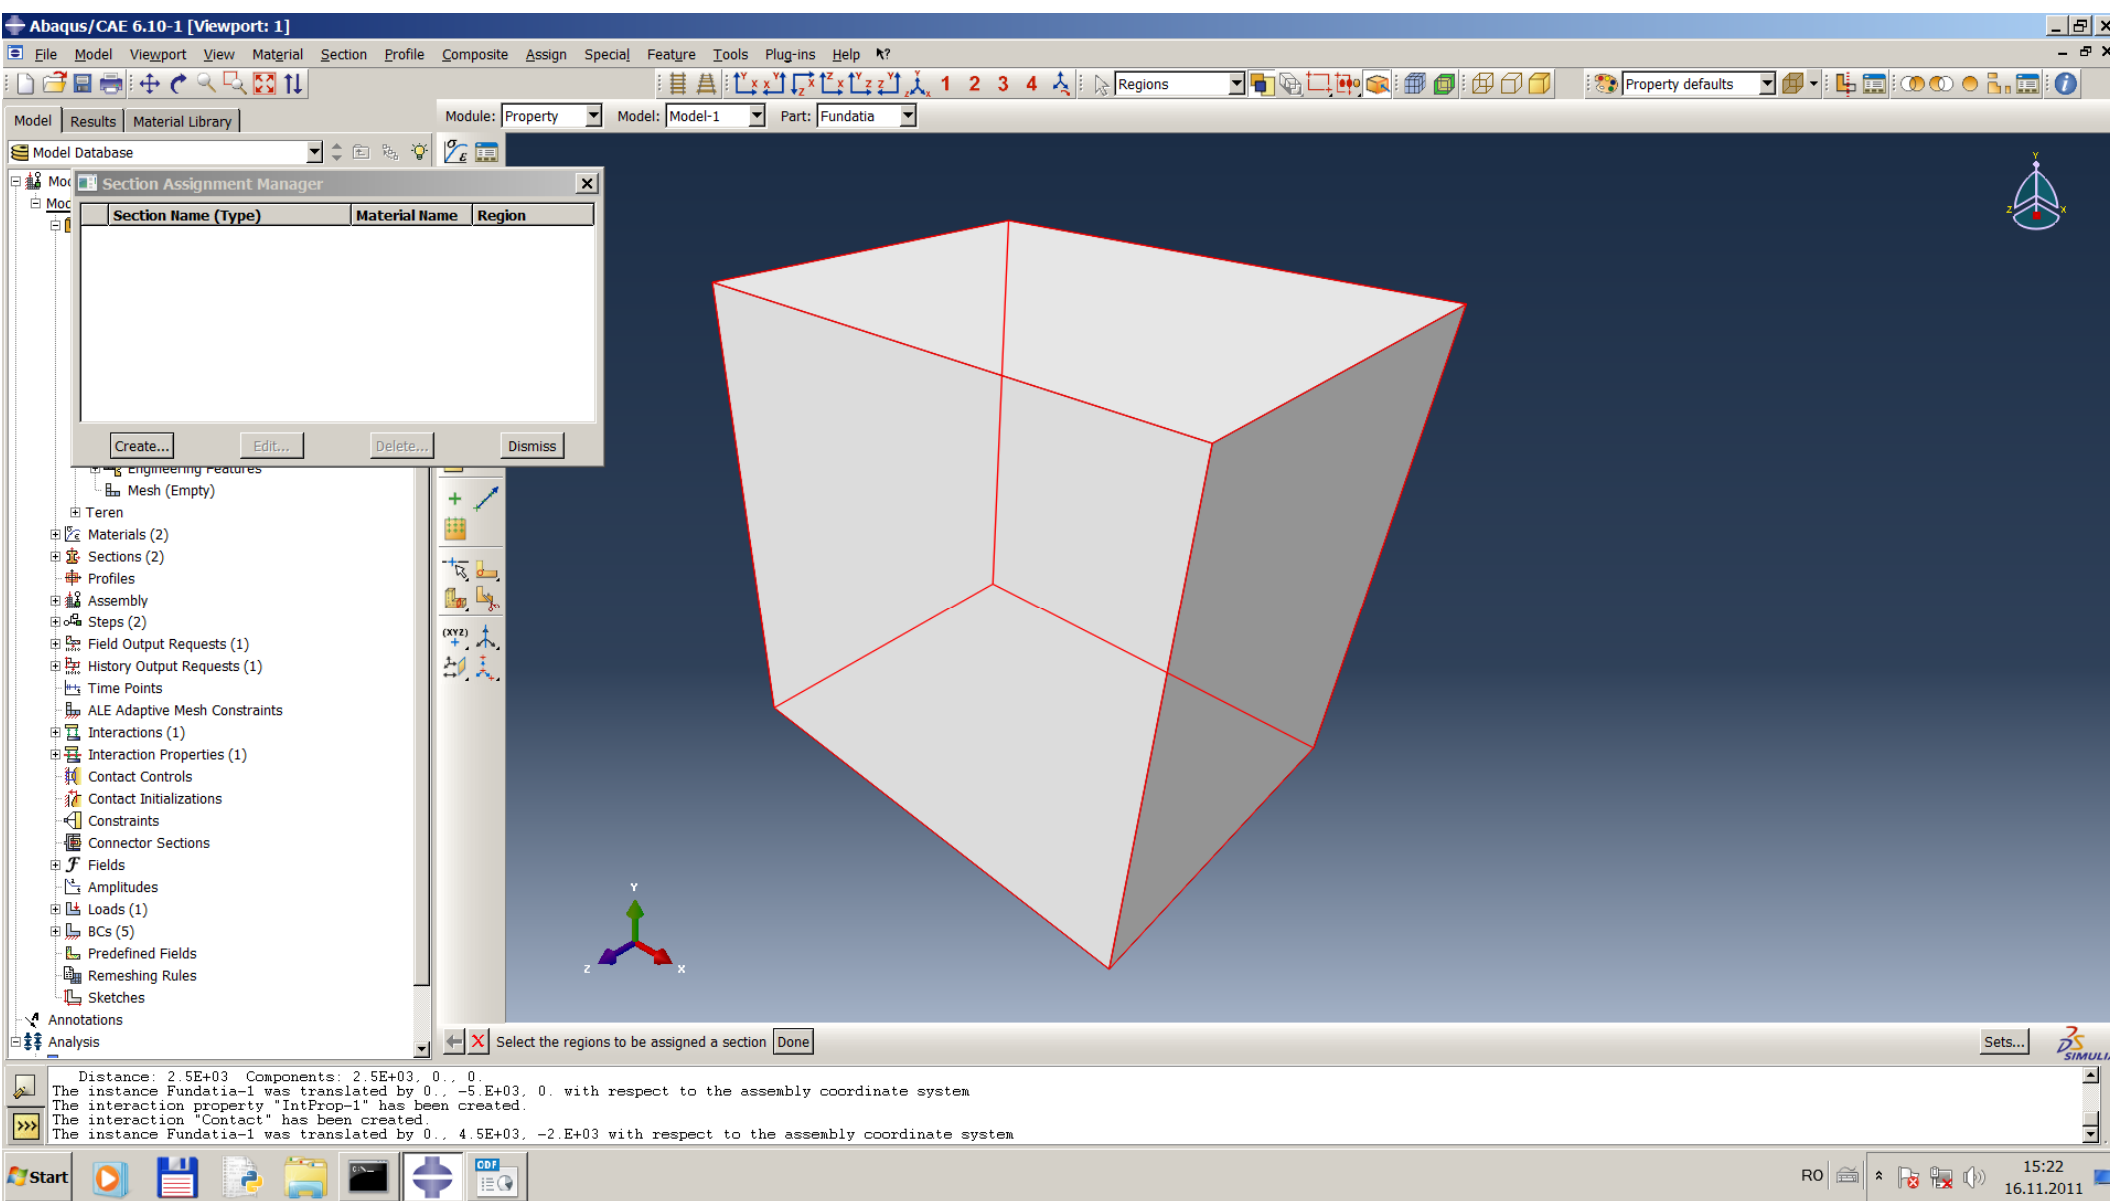 Abaqus/CAE 6.10-1 [Viewport: 1]
File Model Viewport View Material Section Profile Composite Assign Special Feature Tools Plug-ins Help
1 2 3 4 Regions Property defaults
Model Results Material Library
Module: Property Model: Model-1 Part: Fundatia
Model Database
Section Assignment Manager
Section Name (Type) Material Name Region
Create... Edit... Delete... Dismiss
Engineering Features
Mesh (Empty)
Teren
Materials (2)
Sections (2)
Profiles
Assembly
Steps (2)
Field Output Requests (1)
History Output Requests (1)
Time Points
ALE Adaptive Mesh Constraints
Interactions (1)
Interaction Properties (1)
Contact Controls
Contact Initializations
Constraints
Connector Sections
Fields
Amplitudes
Loads (1)
BCs (5)
Predefined Fields
Remeshing Rules
Sketches
Annotations
Analysis
(XYZ)
Y
Z X
Y
Z X
Select the regions to be assigned a section Done Sets...
Distance: 2.5E+03 Components: 2.5E+03, 0., 0.
The instance Fundatia-1 was translated by 0., -5.E+03, 0. with respect to the assembly coordinate system
The interaction property "IntProp-1" has been created.
The interaction "Contact" has been created.
The instance Fundatia-1 was translated by 0., 4.5E+03, -2.E+03 with respect to the assembly coordinate system
Start ODF RO 15:22
16.11.2011